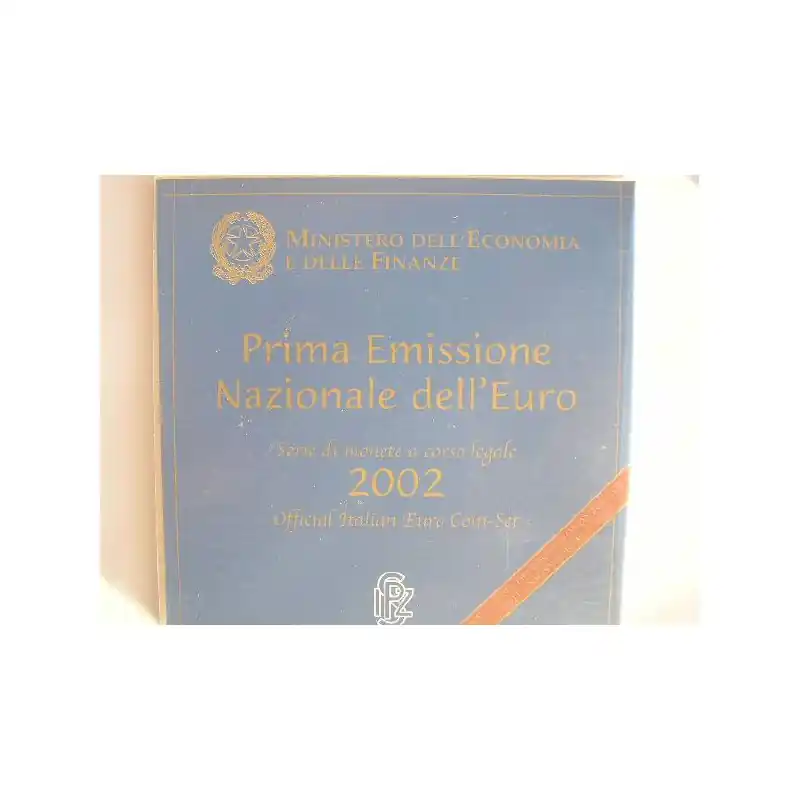 MINISTERO DELL'ECONOMIA
E DELLE FINANZE
Prima Emissione
Nazionale dell'Euro
Serie di monete a corso legale
2002
Official Italian Euro Coin-Set
IPZS